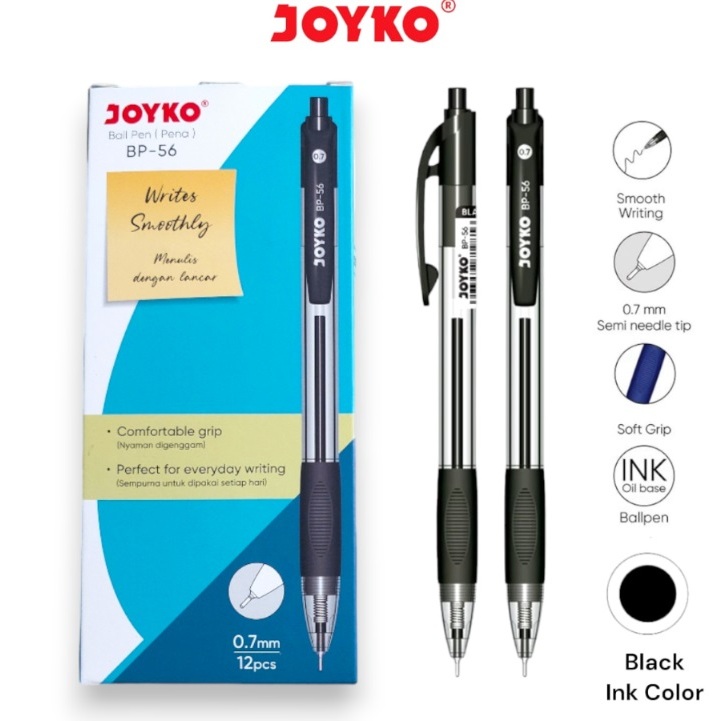 JOYKO®
JOYKO®
Ball Pen ( Pena )
BP-56
Writes
Smoothly
Menulis
dengan lancar
• Comfortable grip
(Nyaman digenggam)
• Perfect for everyday writing
(Sempurna untuk dipakai setiap hari)
0.7mm
12pcs
0.7
JOYKO BP-56
BLA
JOYKO® BP-56
0.7
JOYKO BP-56
Smooth
Writing
0.7 mm
Semi needle tip
Soft Grip
INK
Oil base
Ballpen
Black
Ink Color